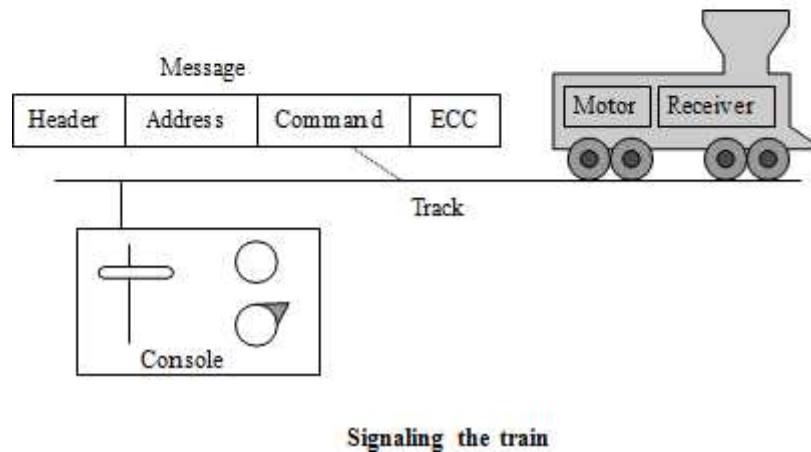 Message
Header Address Command ECC
Motor Receiver
Track
Console
Signaling the train